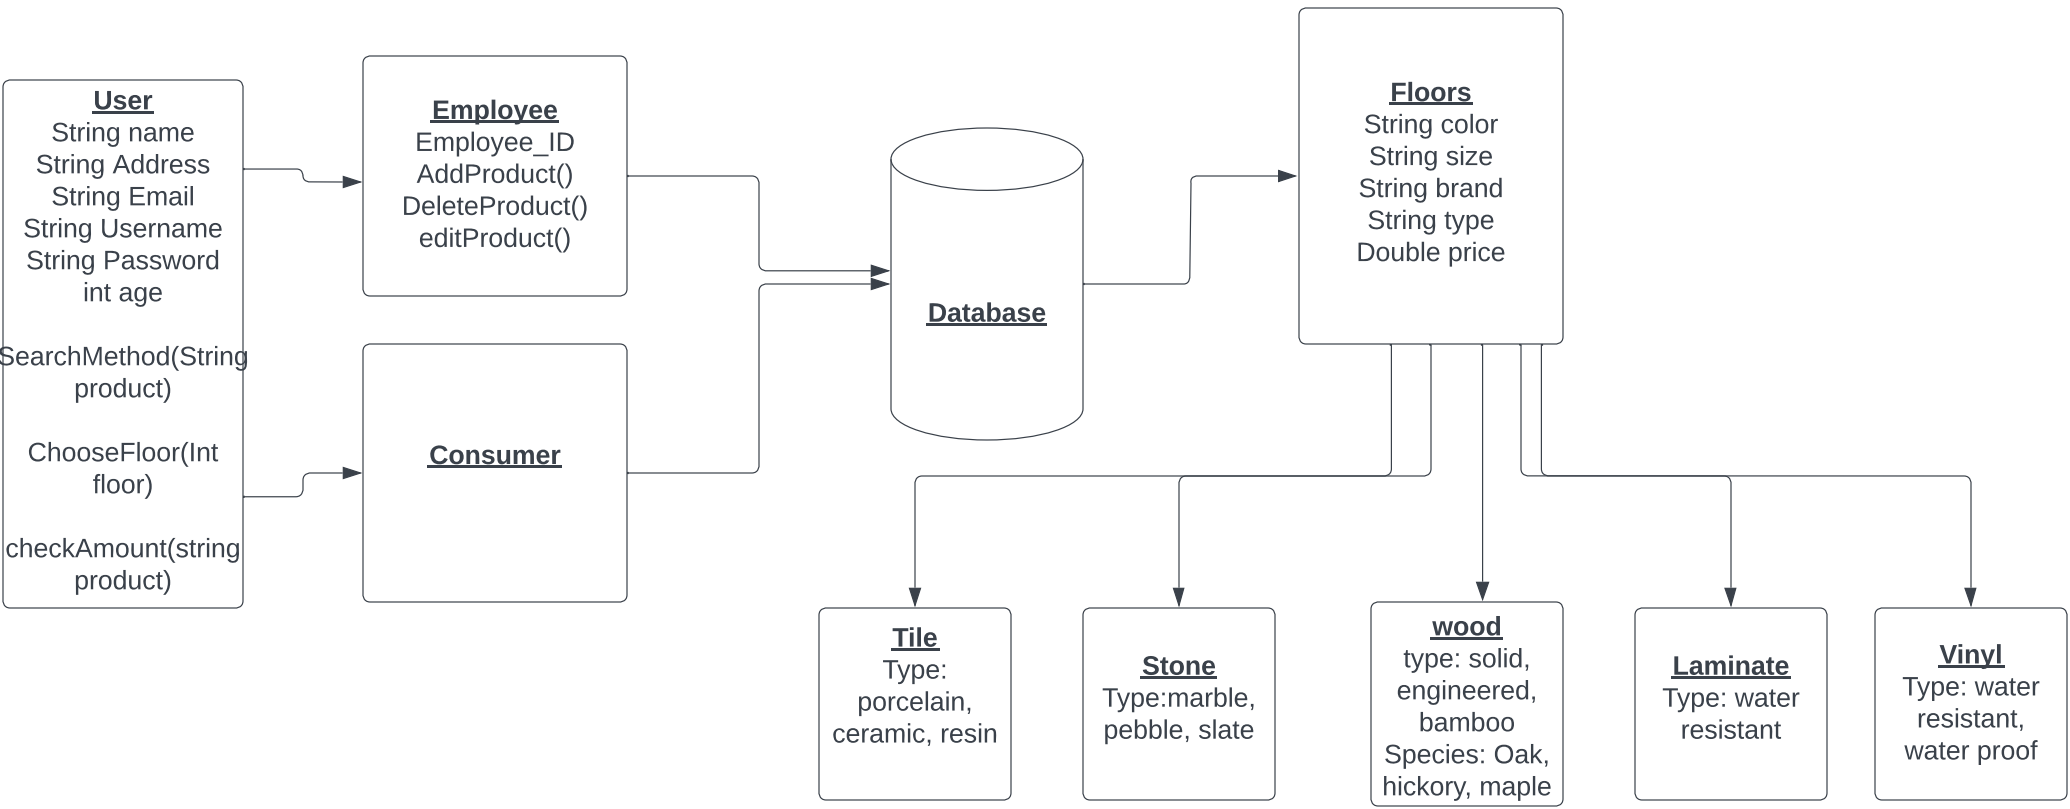 User
String name
String Address
String Email
String Username
String Password
int age
SearchMethod(String
product)
ChooseFloor(Int
floor)
checkAmount(string
product)
Employee
Employee_ID
AddProduct()
DeleteProduct()
editProduct()
Consumer
Database
Floors
String color
String size
String brand
String type
Double price
Tile
Type:
porcelain,
ceramic, resin
Stone
Type:marble,
pebble, slate
wood
type: solid,
engineered,
bamboo
Species: Oak,
hickory, maple
Laminate
Type: water
resistant
Vinyl
Type: water
resistant,
water proof